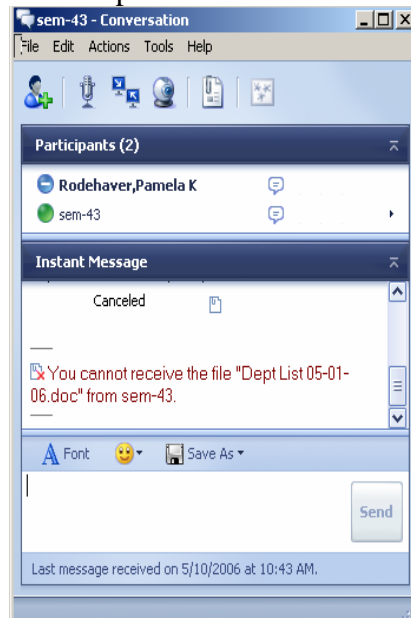 sem-43 - Conversation
File Edit Actions Tools Help
Participants (2)
Rodehaver,Pamela K
sem-43
Instant Message
Canceled
You cannot receive the file "Dept List 05-01-
06.doc" from sem-43.
A Font Save As
Send
Last message received on 5/10/2006 at 10:43 AM.